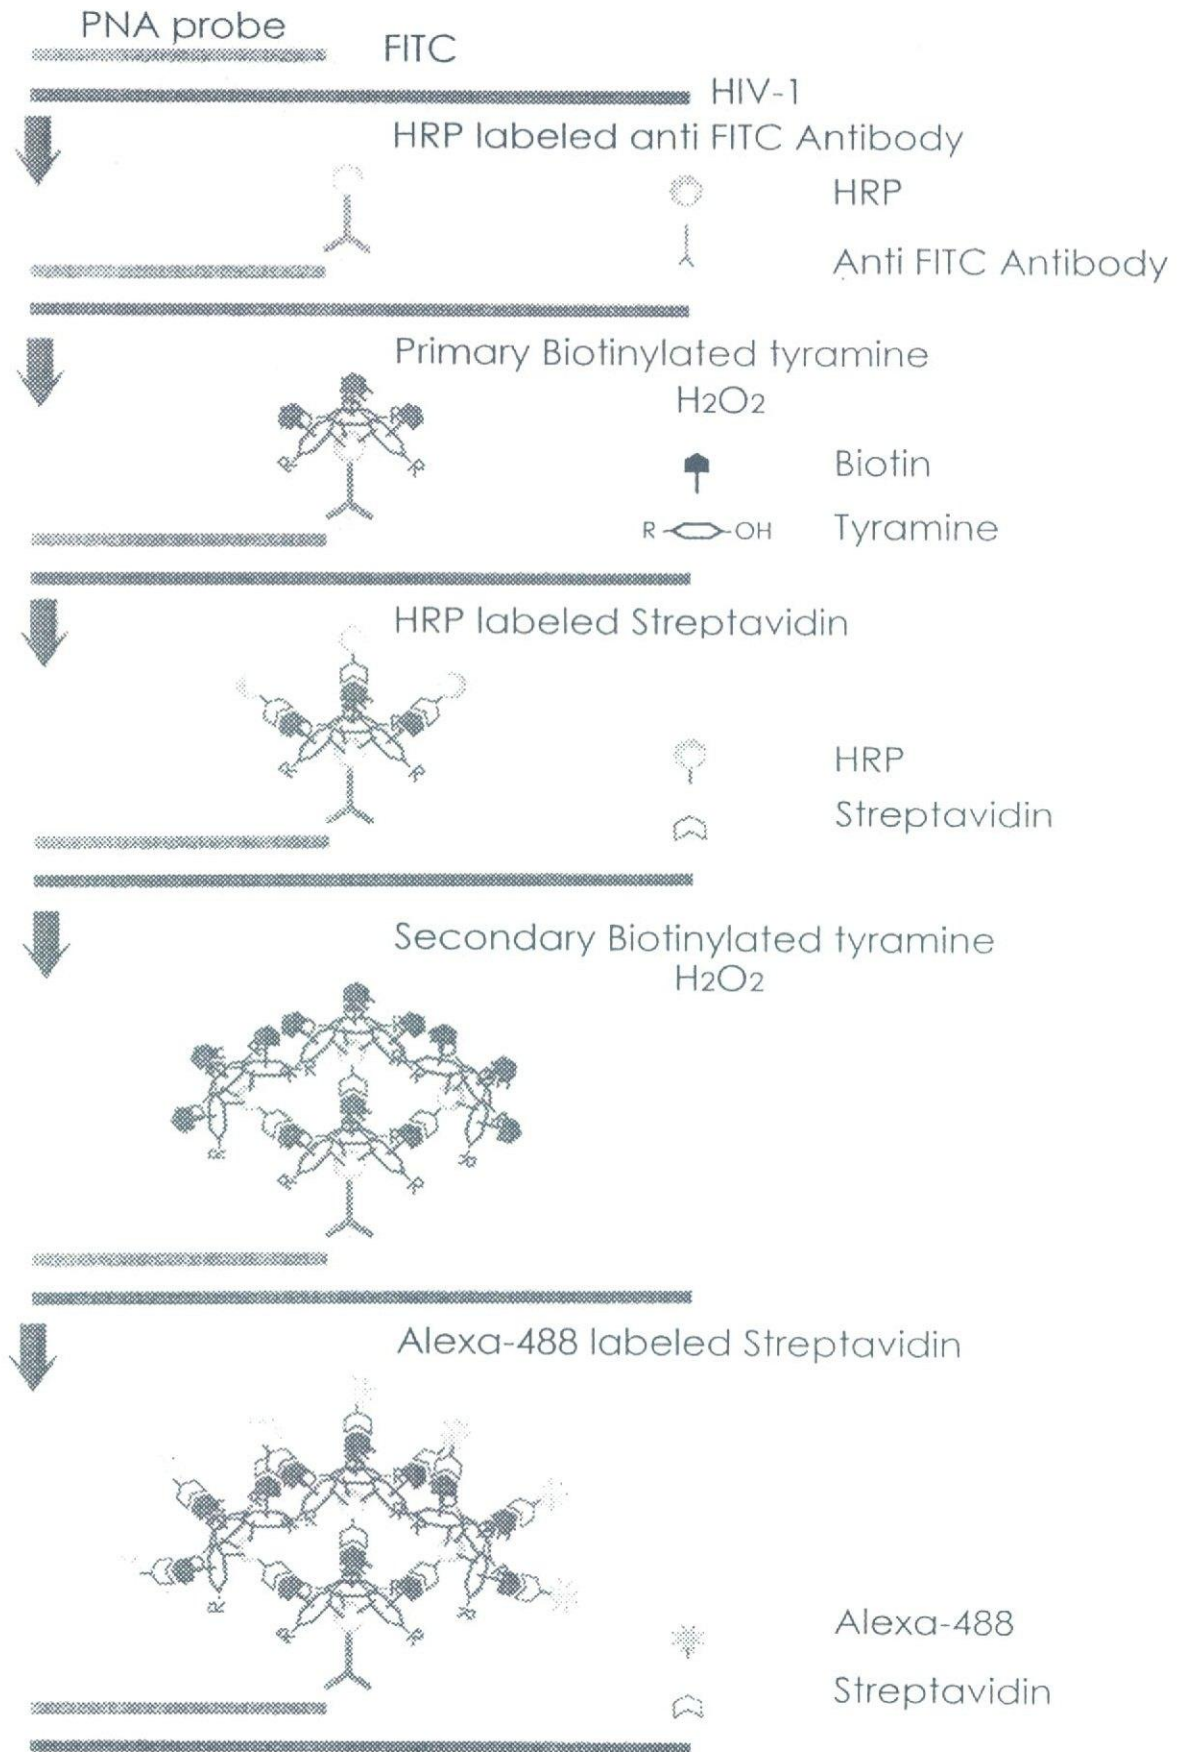 PNA probe
FITC
HIV-1
HRP labeled anti FITC Antibody
HRP
Anti FITC Antibody
Primary Biotinylated tyramine
H2O2
Biotin
R OH Tyramine
R R
HRP labeled Streptavidin
R R
HRP
Streptavidin
Secondary Biotinylated tyramine
H2O2
R R
R R
Alexa-488 labeled Streptavidin
R R
R R
Alexa-488
Streptavidin